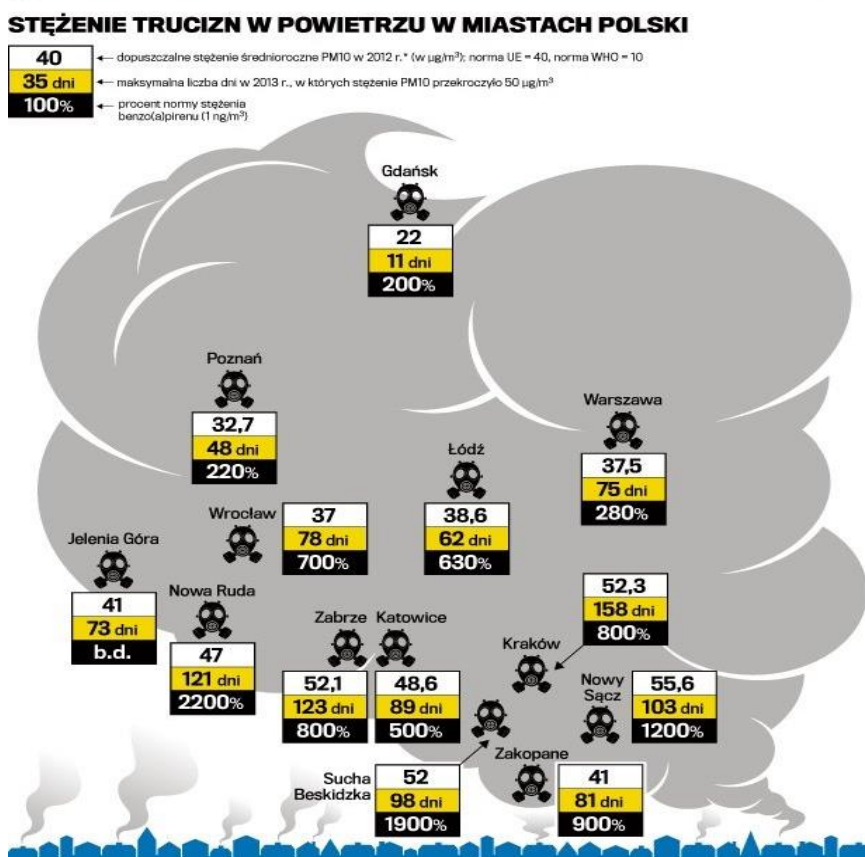 STĘŻENIE TRUCIZN W POWIETRZU W MIASTACH POLSKI
40
dopuszczalne stężenie średnioroczne PM10 w 2012 r.* (w µg/m³); norma UE = 40, norma WHO = 10
35 dni
maksymalna liczba dni w 2013 r., w których stężenie PM10 przekroczyło 50 µg/m³
100%
procent normy stężenia
benzo(a)pirenu (1 ng/m³)
Gdańsk
22
11 dni
200%
Poznań
32,7
48 dni
220%
Warszawa
37,5
75 dni
280%
Łódź
38,6
62 dni
630%
Wrocław
37
78 dni
700%
Jelenia Góra
41
73 dni
b.d.
Nowa Ruda
47
121 dni
2200%
Zabrze
52,1
123 dni
800%
Katowice
48,6
89 dni
500%
Kraków
52,3
158 dni
800%
Nowy
Sącz
55,6
103 dni
1200%
Sucha
Beskidzka
52
98 dni
1900%
Zakopane
41
81 dni
900%